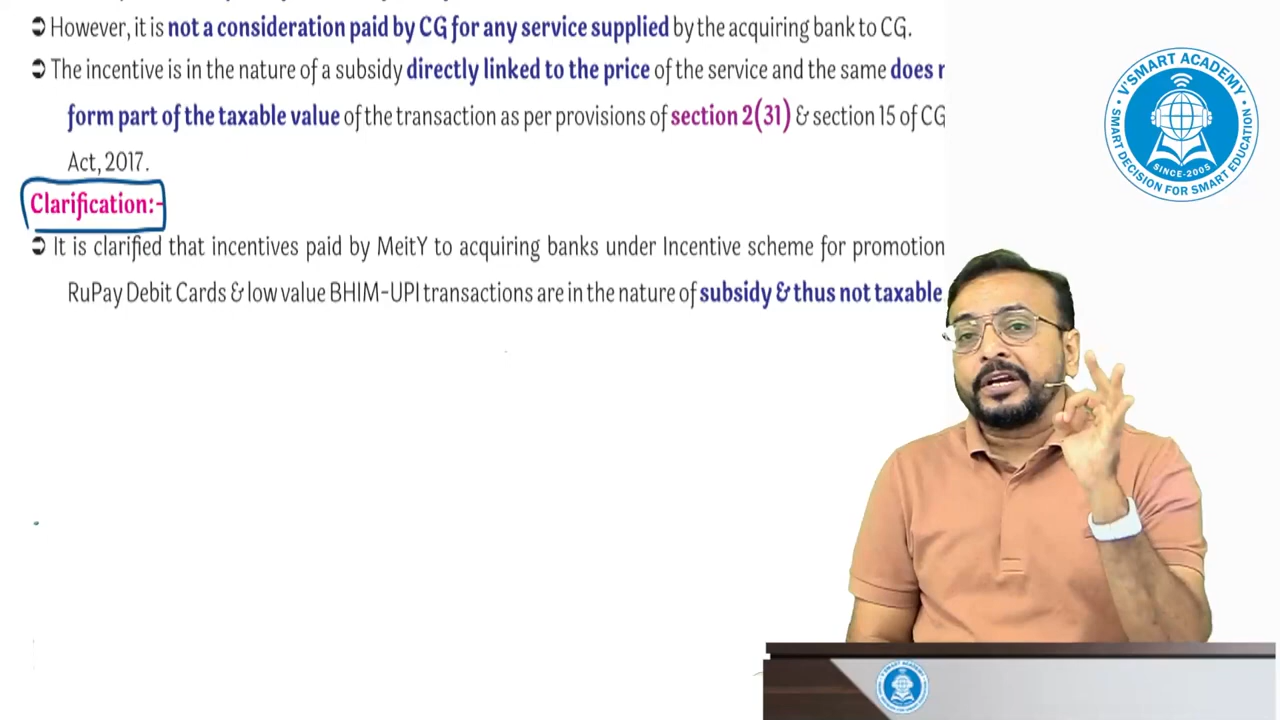 ➲ However, it is not a consideration paid by CG for any service supplied by the acquiring bank to CG.
➲ The incentive is in the nature of a subsidy directly linked to the price of the service and the same does
form part of the taxable value of the transaction as per provisions of section 2(31) & section 15 of CG
Act, 2017.
Clarification:-
➲ It is clarified that incentives paid by MeitY to acquiring banks under Incentive scheme for promotion
RuPay Debit Cards & low value BHIM-UPI transactions are in the nature of subsidy & thus not taxable
V'SMART ACADEMY
SINCE-2005
SMART DECISION FOR SMART EDUCATION